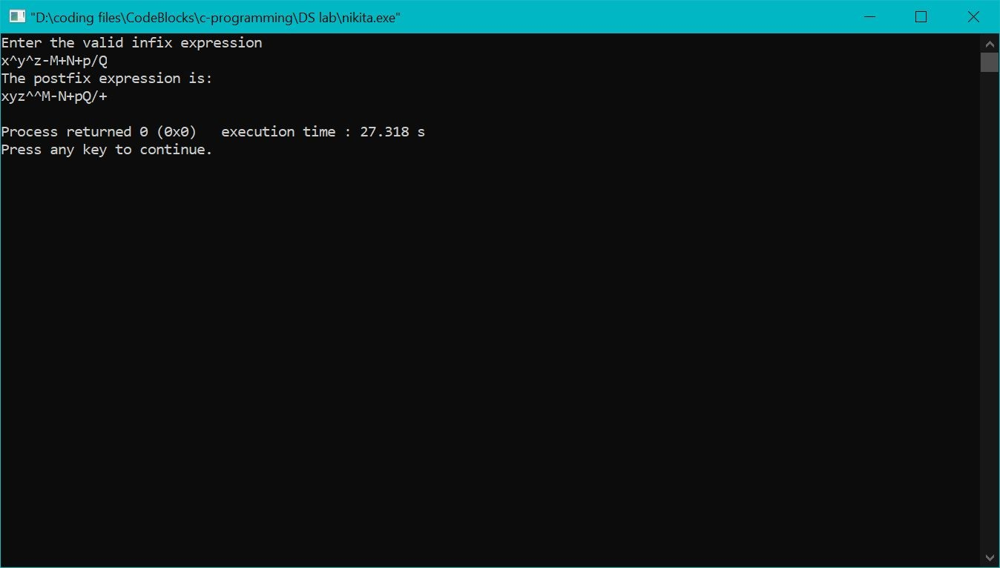 "D:\coding files\CodeBlocks\c-programming\DS lab\nikita.exe"
Enter the valid infix expression
x^y^z-M+N+p/Q
The postfix expression is:
xyz^^M-N+pQ/+
Process returned 0 (0x0)   execution time : 27.318 s
Press any key to continue.